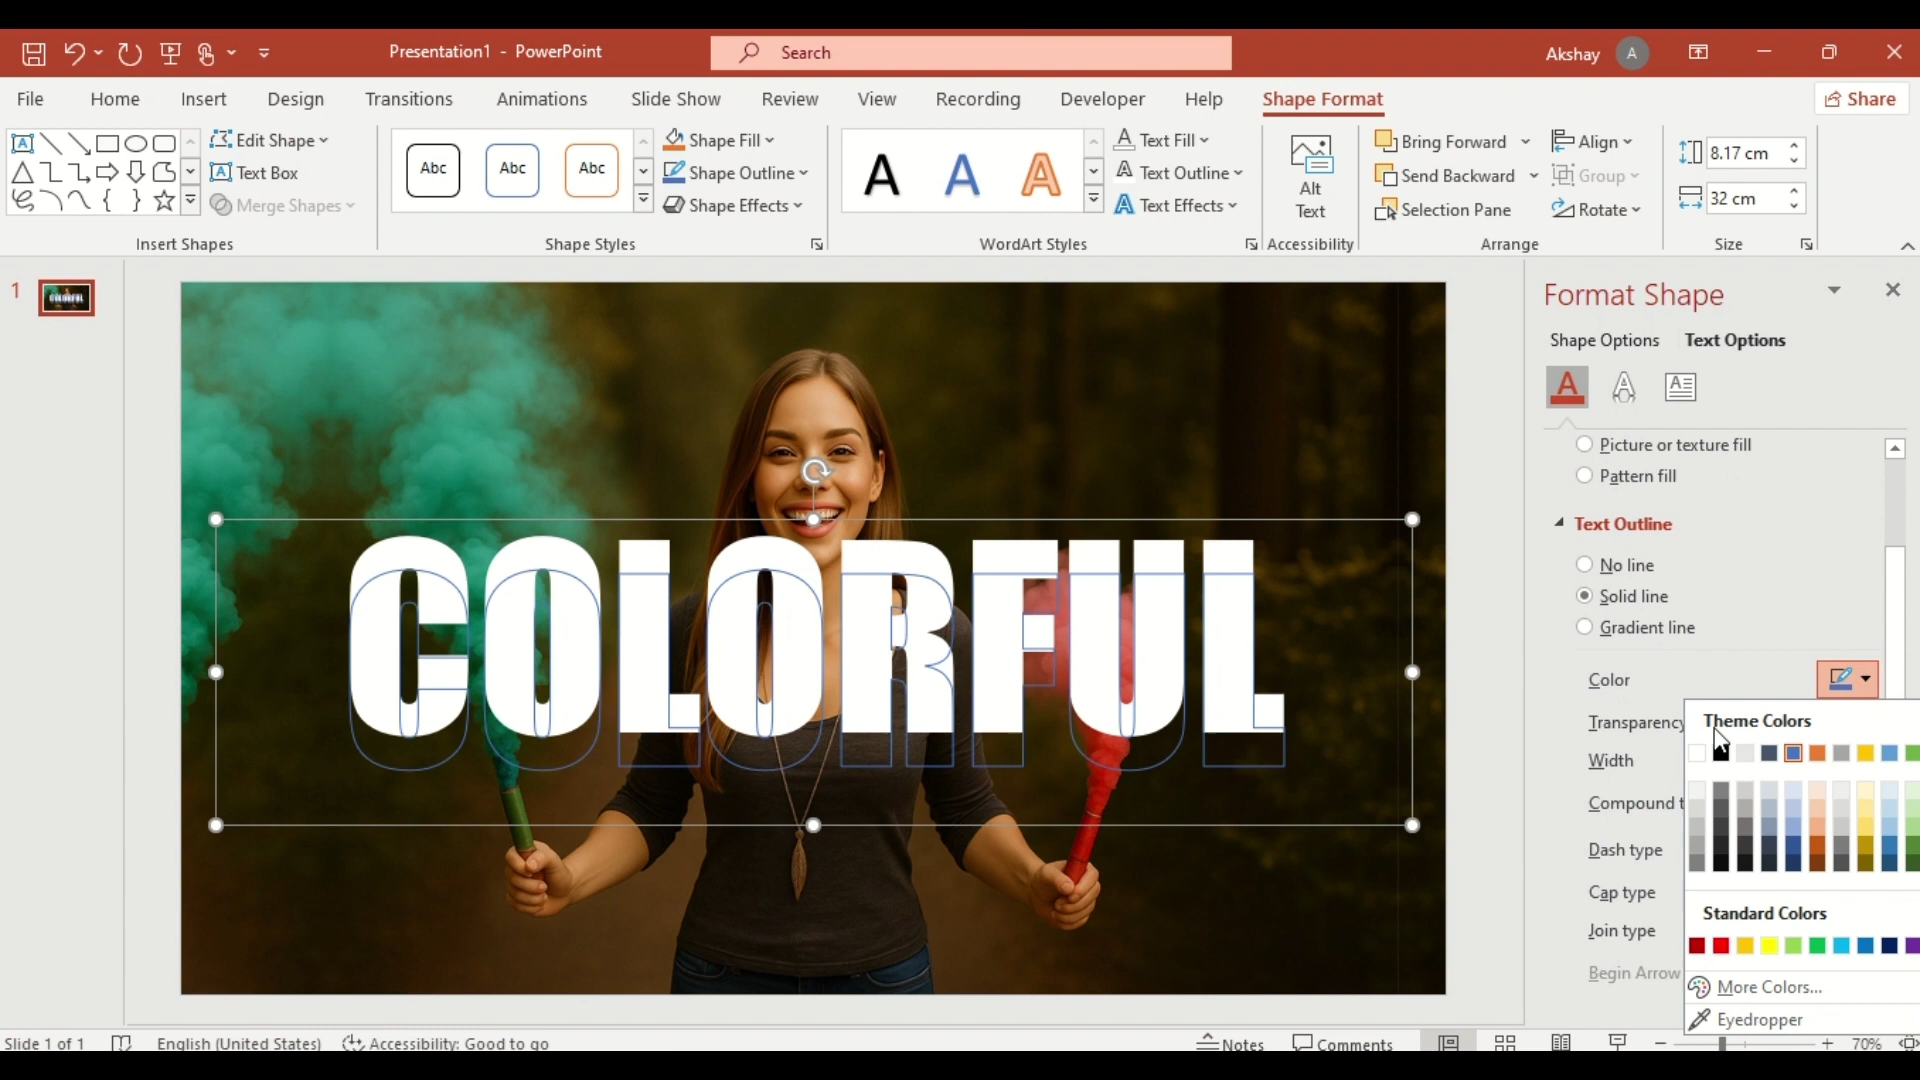 Presentation1 - PowerPoint
Search
Akshay A
File Home Insert Design Transitions Animations Slide Show Review View Recording Developer Help Shape Format Share
Edit Shape
Text Box
Merge Shapes
Insert Shapes
Abc Abc Abc
Shape Fill
Shape Outline
Shape Effects
Shape Styles
A A A
Text Fill
Text Outline
Text Effects
WordArt Styles
Alt
Text
Accessibility
Bring Forward
Send Backward
Selection Pane
Align
Group
Rotate
Arrange
8.17 cm
32 cm
Size
1
COLORFUL
COLORFUL
Format Shape
Shape Options Text Options
Picture or texture fill
Pattern fill
Text Outline
No line
Solid line
Gradient line
Color
Transparency
Width
Compound t
Dash type
Cap type
Join type
Begin Arrow
Theme Colors
Standard Colors
More Colors...
Eyedropper
Slide 1 of 1 English (United States) Accessibility: Good to go Notes Comments 70%